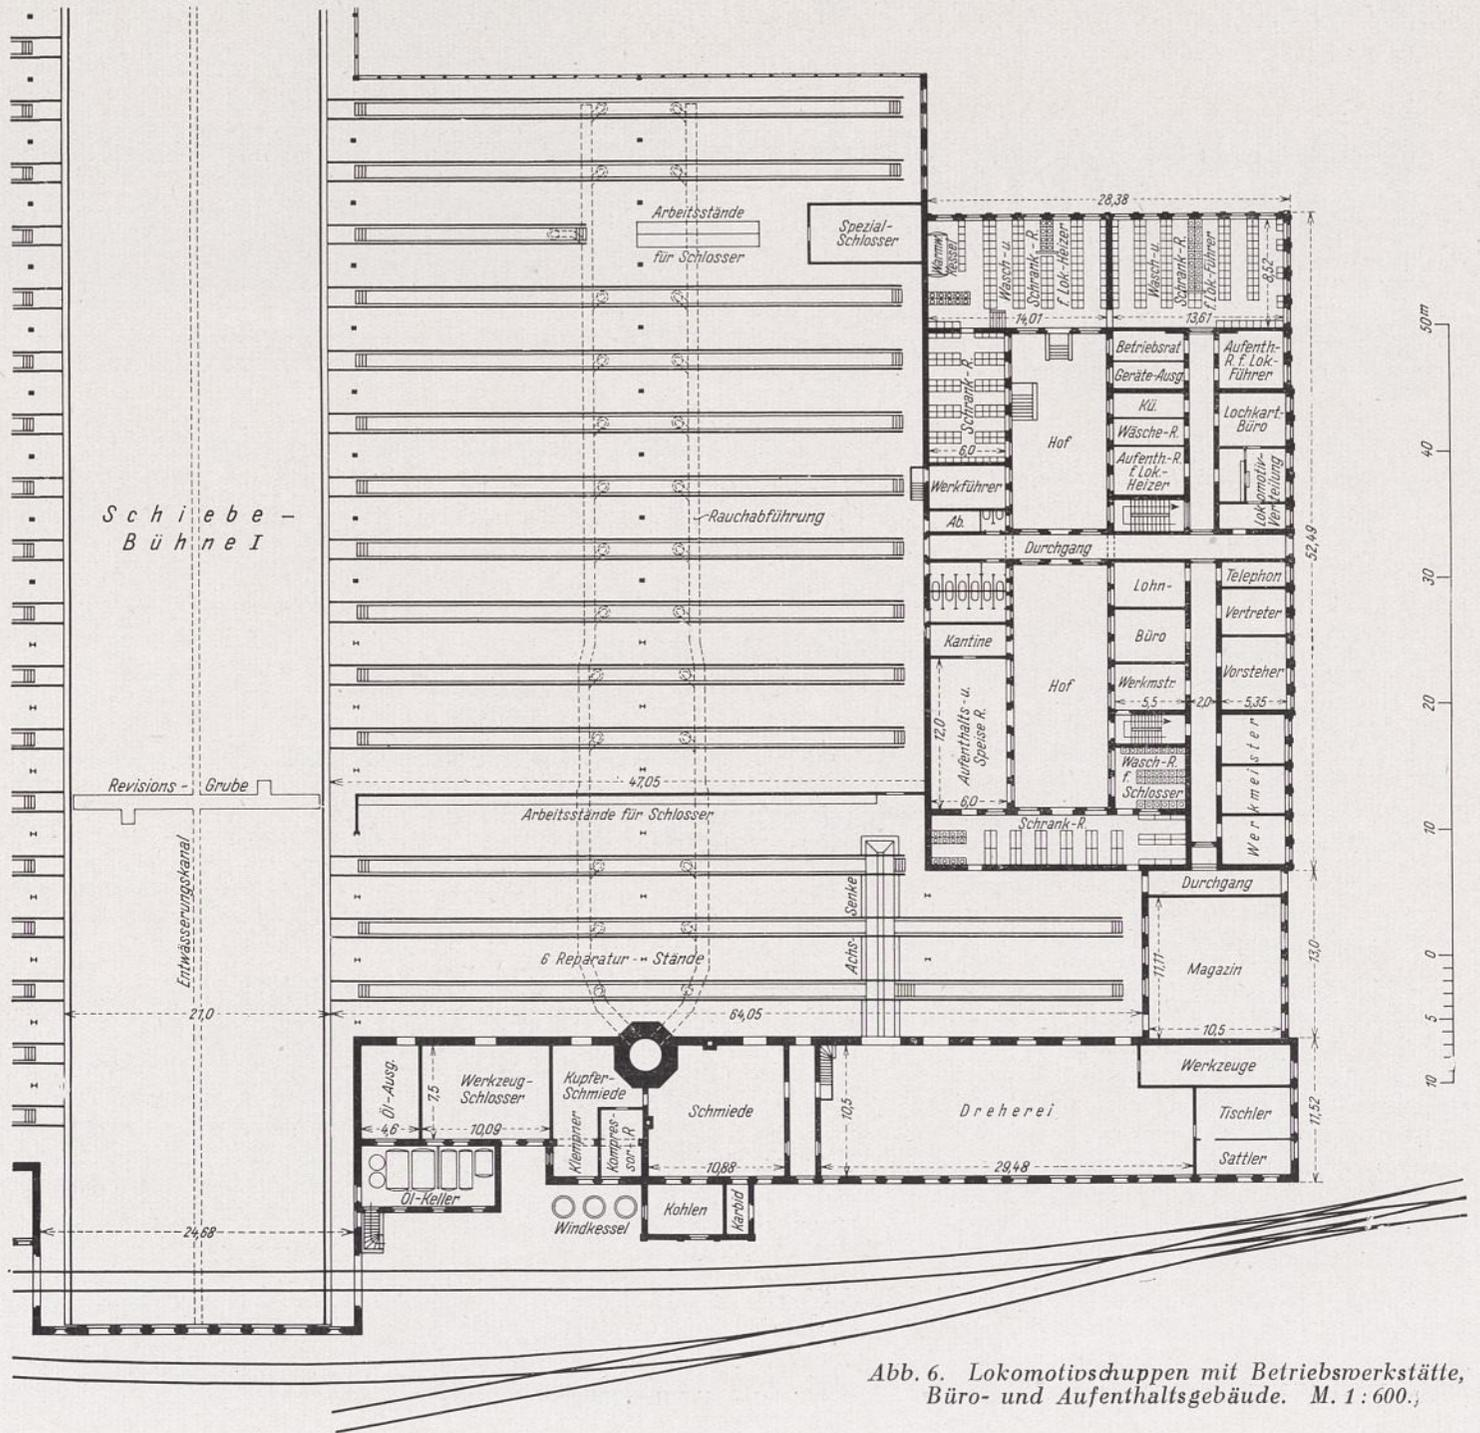 Schiebe-
Bühne I
Revisions-Grube
Entwässerungskanal
21,0
24,68
Arbeitsstände
für Schlosser
Spezial-
Schlosser
Rauchabführung
47,05
Arbeitsstände für Schlosser
Achs-Senke
6 Reparatur-Stände
64,05
28,38
Warmw.
Kessel
Wasch- u.
Schrank-R.
f. Lok-Heizer
14,01
Wasch- u.
Schrank-R.
f. Lok-Führer
13,61
8,52
Schrank-R.
6,0
Werkführer
Ab.
Hof
Betriebsrat
Geräte-Ausg
Kü.
Wäsche-R.
Aufenth.-R.
f. Lok.-
Heizer
Aufenth.-
R. f. Lok-
Führer
Lochkart.-
Büro
Lokomotiv-
Verteilung
Durchgang
52,49
Kantine
12,0
Aufenthalts- u.
Speise R.
6,0
Hof
Lohn-
Büro
Werkmstr.
5,5
2,0
5,35
Telephon
Vertreter
Vorsteher
Wasch-R.
f.
Schlosser
Werkmeister
Schrank-R.
Durchgang
11,11
Magazin
10,5
13,0
Öl-Ausg.
4,6
7,5
Werkzeug-
Schlosser
10,09
Kupfer-
Schmiede
Klempner
Kompres-
sor-R
Schmiede
10,88
10,5
Dreherei
29,48
Werkzeuge
Tischler
Sattler
11,52
Öl-Keller
Windkessel
Kohlen
Karbid
50m
40
30
20
10
0
5
10
Abb. 6. Lokomotivschuppen mit Betriebswerkstätte,
Büro- und Aufenthaltsgebäude. M. 1:600.